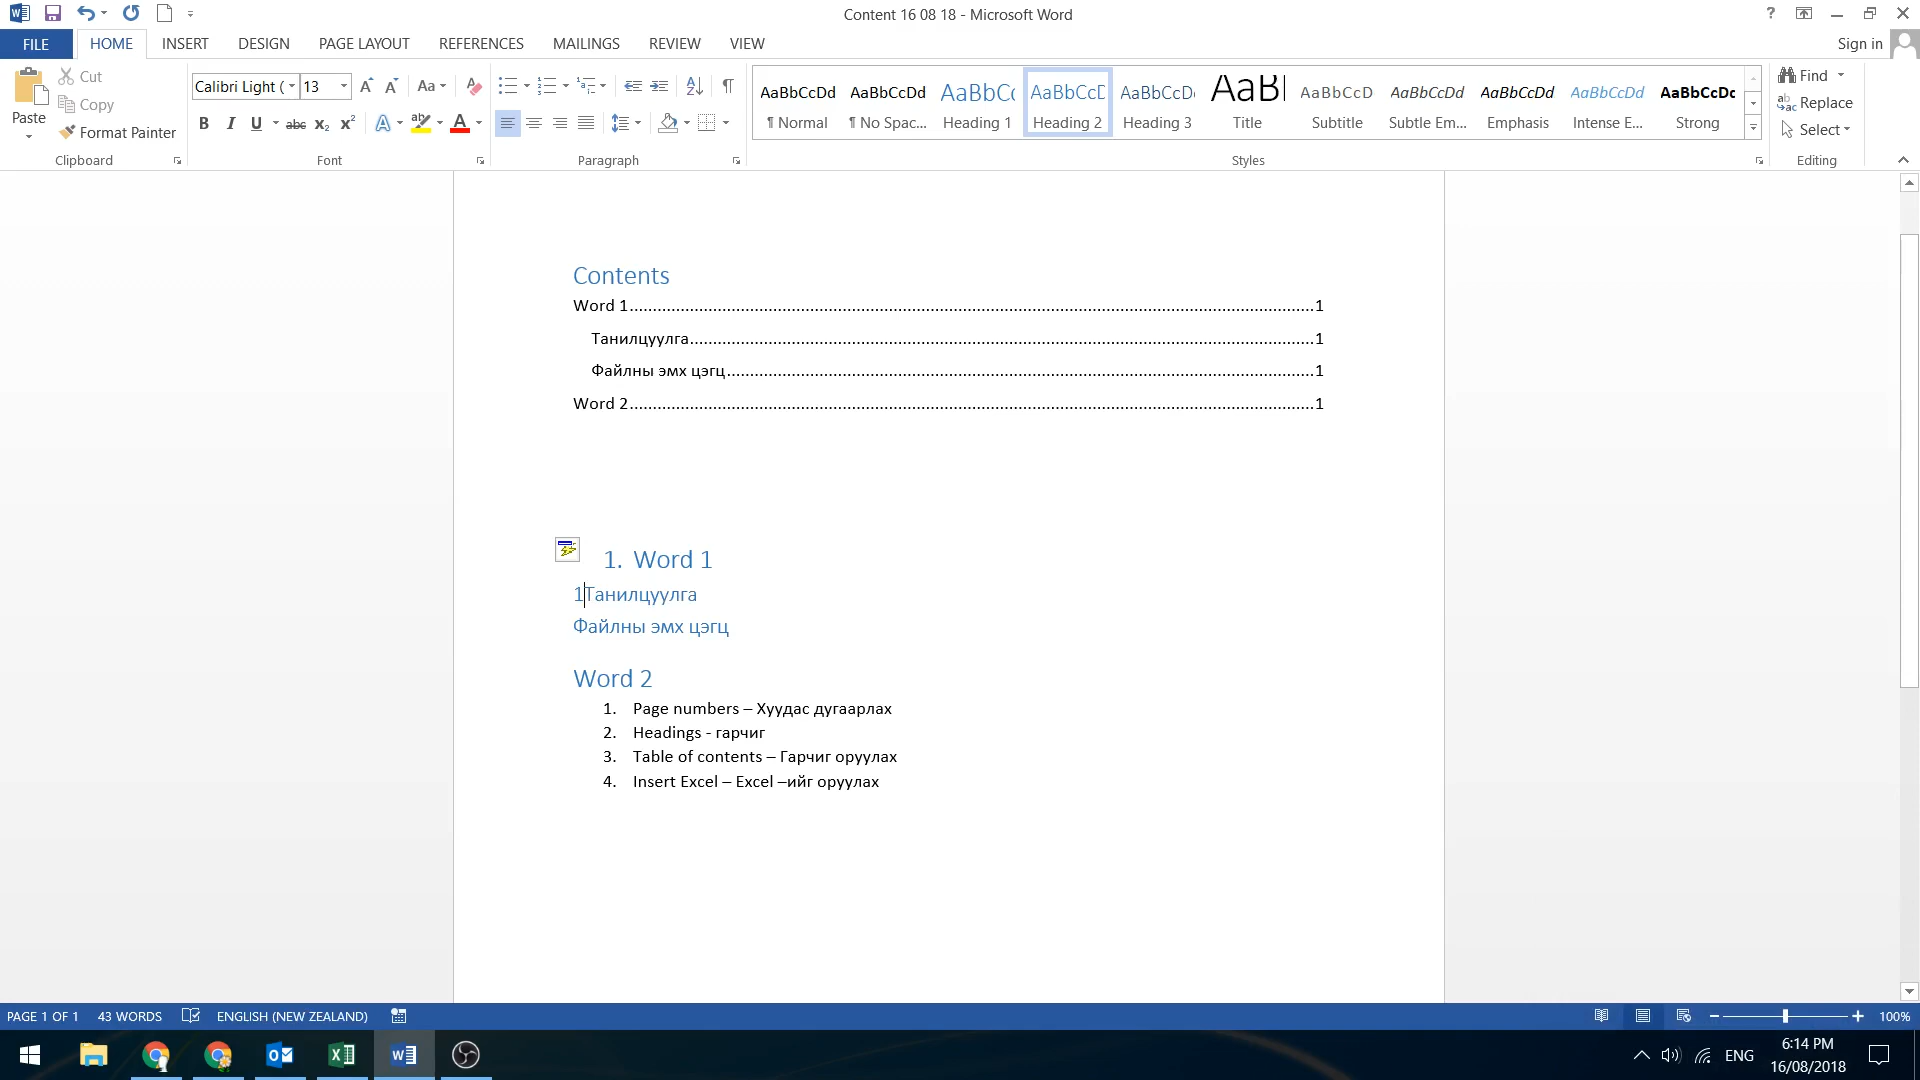 Content 16 08 18 - Microsoft Word
FILE HOME INSERT DESIGN PAGE LAYOUT REFERENCES MAILINGS REVIEW VIEW Sign in
Paste Cut Copy Format Painter Clipboard
Calibri Light ( 13 Aa Font
Paragraph
AaBbCcDd ¶ Normal
AaBbCcDd ¶ No Spac...
AaBbCc Heading 1
AaBbCcD Heading 2
AaBbCcD Heading 3
AaB Title
AaBbCcD Subtitle
AaBbCcDd Subtle Em...
AaBbCcDd Emphasis
AaBbCcDd Intense E...
AaBbCcDc Strong
Styles
Find
Replace
Select
Editing
Contents
Word 1 1
Танилцуулга 1
Файлны эмх цэгц 1
Word 2 1
1. Word 1
1Танилцуулга
Файлны эмх цэгц
Word 2
1. Page numbers – Хуудас дугаарлах
2. Headings - гарчиг
3. Table of contents – Гарчиг оруулах
4. Insert Excel – Excel –ийг оруулах
PAGE 1 OF 1 43 WORDS ENGLISH (NEW ZEALAND) 100%
ENG 6:14 PM
16/08/2018